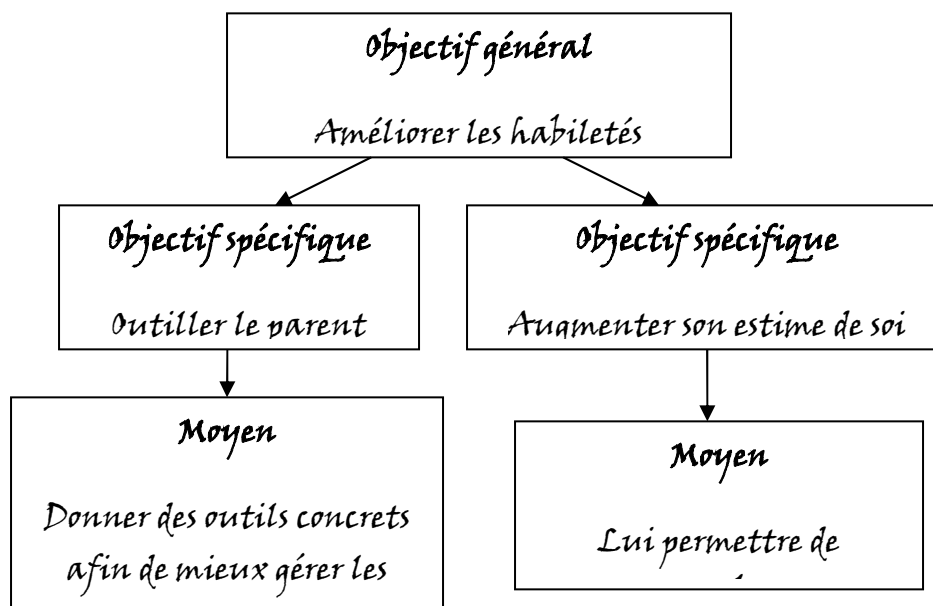 Objectif général
Améliorer les habiletés
Objectif spécifique
Outiller le parent
Objectif spécifique
Augmenter son estime de soi
Moyen
Donner des outils concrets
afin de mieux gérer les
Moyen
Lui permettre de